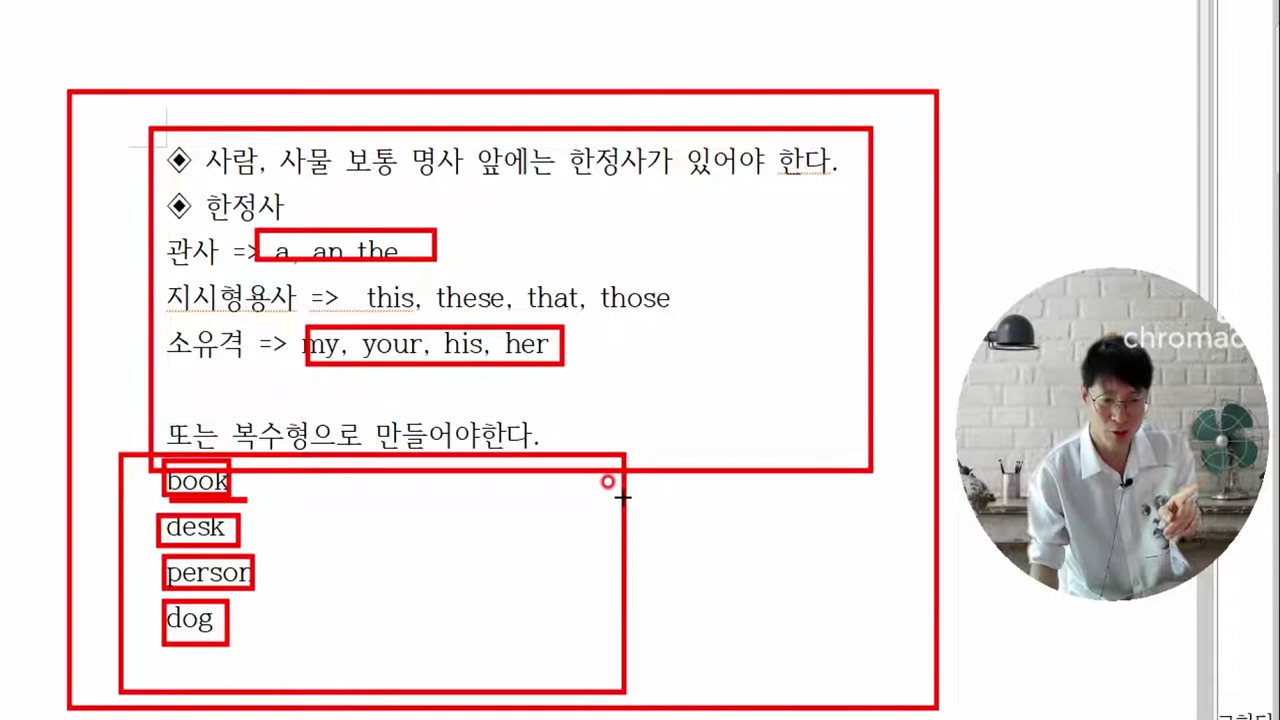 ◈ 사람, 사물 보통 명사 앞에는 한정사가 있어야 한다.
◈ 한정사
관사 => a, an the
지시형용사 => this, these, that, those
소유격 => my, your, his, her
또는 복수형으로 만들어야한다.
book
desk
person
dog